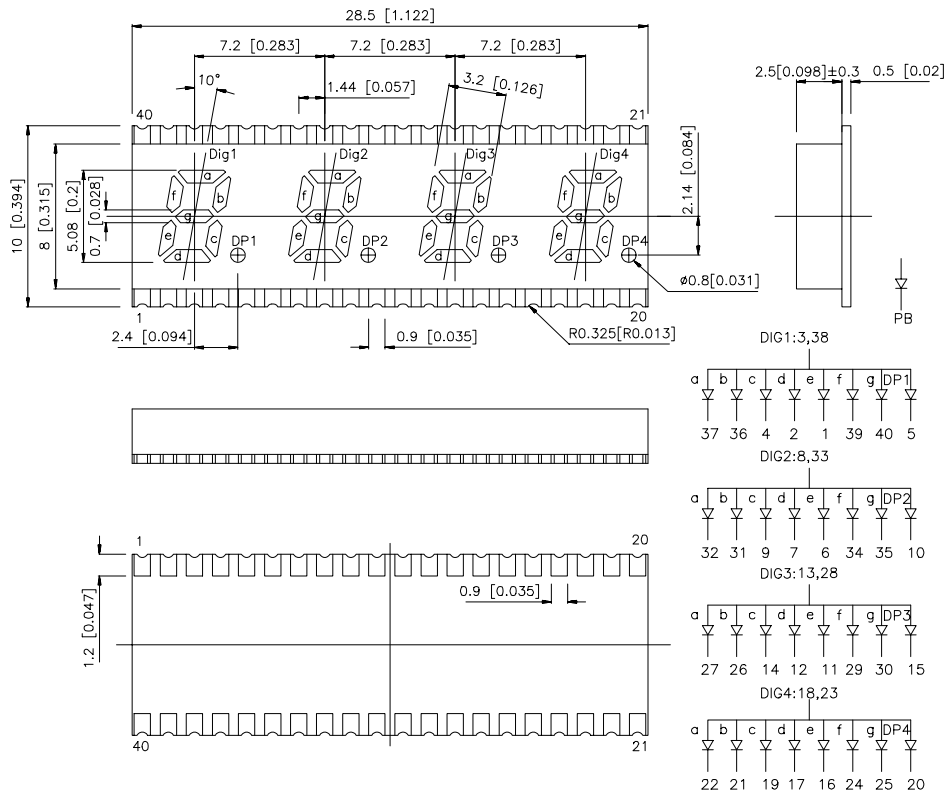 28.5 [1.122]
7.2 [0.283] 7.2 [0.283] 7.2 [0.283]
2.5[0.098]±0.3 0.5 [0.02]
10° 1.44 [0.057] 3.2 [0.126]
40 21
Dig1 Dig2 Dig3 Dig4
a a a a
f b f b f b f b
g g g g
e c e c e c e c
d d d d
DP1 DP2 DP3 DP4
10 [0.394]
8 [0.315]
5.08 [0.2]
0.7 [0.028]
2.14 [0.084]
ø0.8[0.031]
1 20
2.4 [0.094] 0.9 [0.035] R0.325[R0.013]
PB
DIG1:3,38
a b c d e f g DP1
37 36 4 2 1 39 40 5
DIG2:8,33
a b c d e f g DP2
32 31 9 7 6 34 35 10
DIG3:13,28
a b c d e f g DP3
27 26 14 12 11 29 30 15
DIG4:18,23
a b c d e f g DP4
22 21 19 17 16 24 25 20
1 20
1.2 [0.047]
0.9 [0.035]
40 21